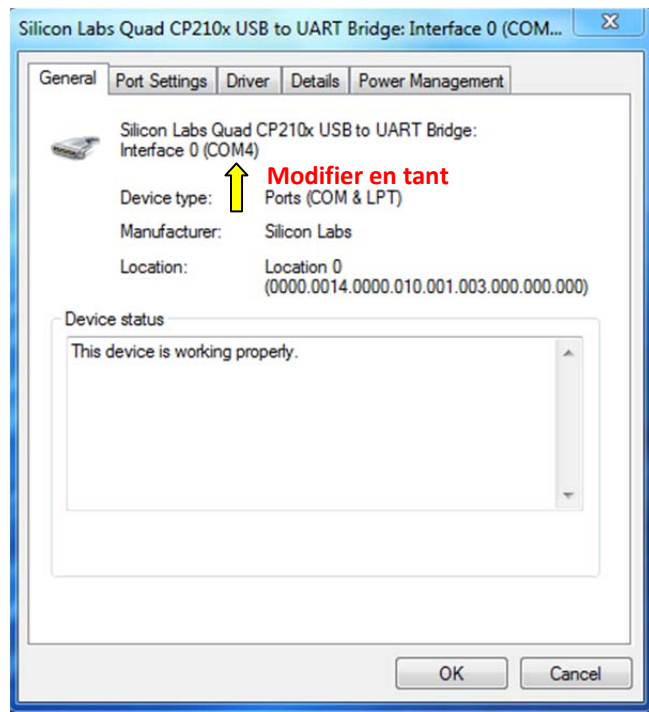 Silicon Labs Quad CP210x USB to UART Bridge: Interface 0 (COM...
General Port Settings Driver Details Power Management
Silicon Labs Quad CP210x USB to UART Bridge:
Interface 0 (COM4)
Modifier en tant
Device type: Ports (COM & LPT)
Manufacturer: Silicon Labs
Location: Location 0
(0000.0014.0000.010.001.003.000.000.000)
Device status
This device is working properly.
OK Cancel